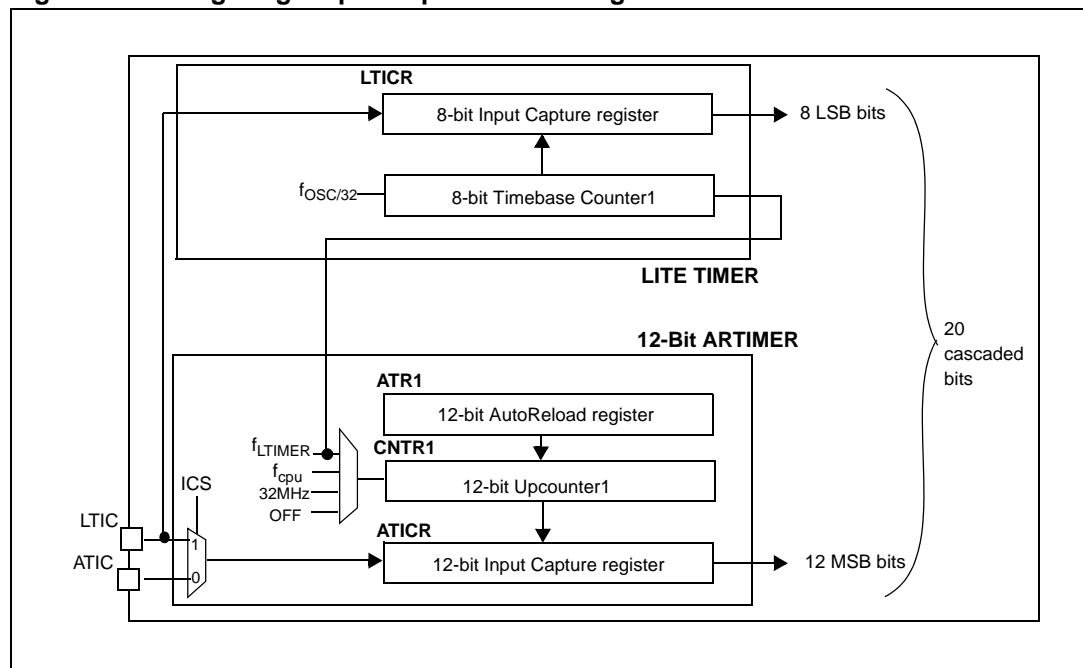 LTICR
8-bit Input Capture register
8 LSB bits
fOSC/32
8-bit Timebase Counter1
LITE TIMER
20
cascaded
bits
12-Bit ARTIMER
ATR1
12-bit AutoReload register
fLTIMER
CNTR1
fcpu
12-bit Upcounter1
32MHz
OFF
ICS
LTIC
ATICR
1
ATIC
12-bit Input Capture register
12 MSB bits
0